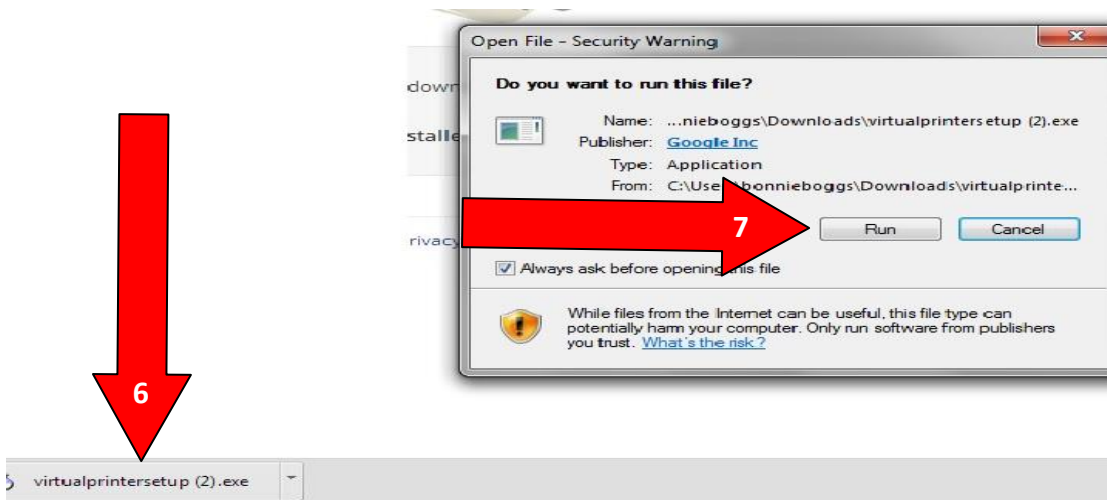 Open File - Security Warning
down
Do you want to run this file?
Name: ...nieboggs\Downloads\virtualprintersetup (2).exe
stalle
Publisher: Google Inc
Type: Application
From: C:\Use bonnieboggs\Downloads\virtualprinte...
7
Run Cancel
rivacy
Always ask before opening this file
While files from the Internet can be useful, this file type can
potentially harm your computer. Only run software from publishers
you trust. What's the risk?
6
virtualprintersetup (2).exe